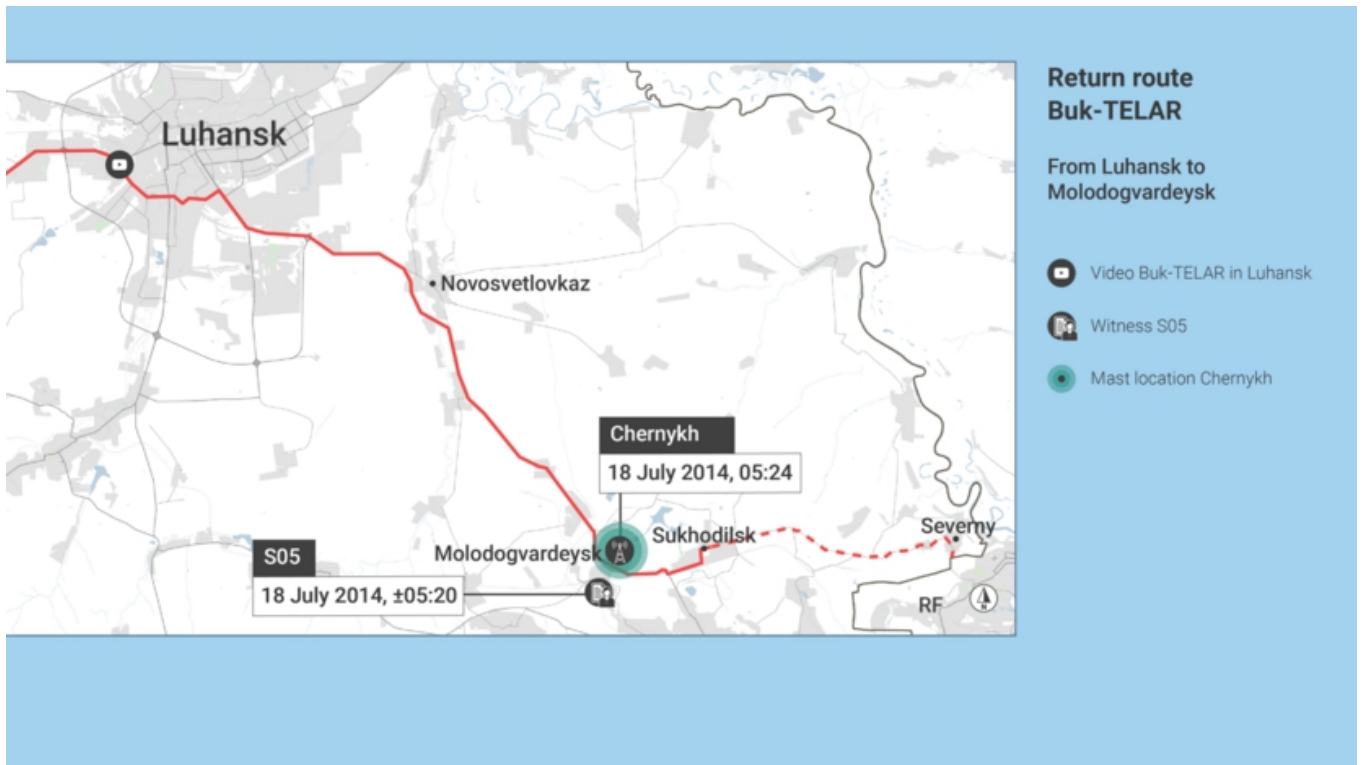 Return route
Buk-TELAR
From Luhansk to
Molodogvardeysk
Video Buk-TELAR in Luhansk
Witness S05
Mast location Chernykh
Luhansk
Novosvetlovkaz
Chernykh
18 July 2014, 05:24
Sukhodilsk
Severny
Molodogvardeysk
S05
18 July 2014, ±05:20
RF
N